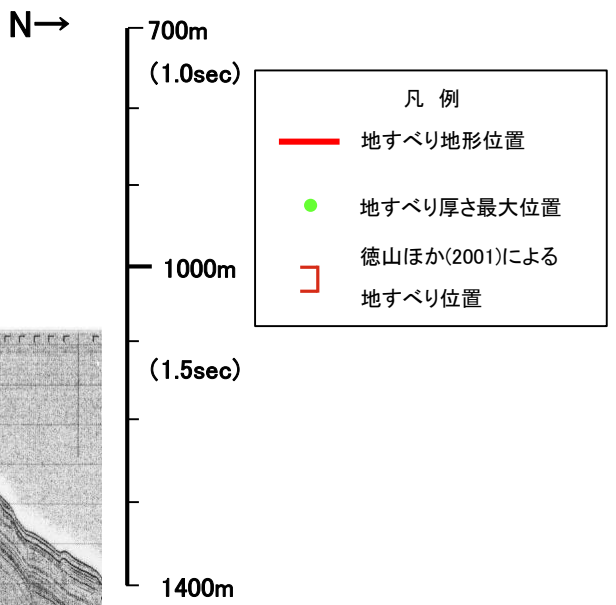 N→
700m
(1.0sec)
1000m
(1.5sec)
1400m
凡 例
地すべり地形位置
地すべり厚さ最大位置
徳山ほか(2001)による
地すべり位置